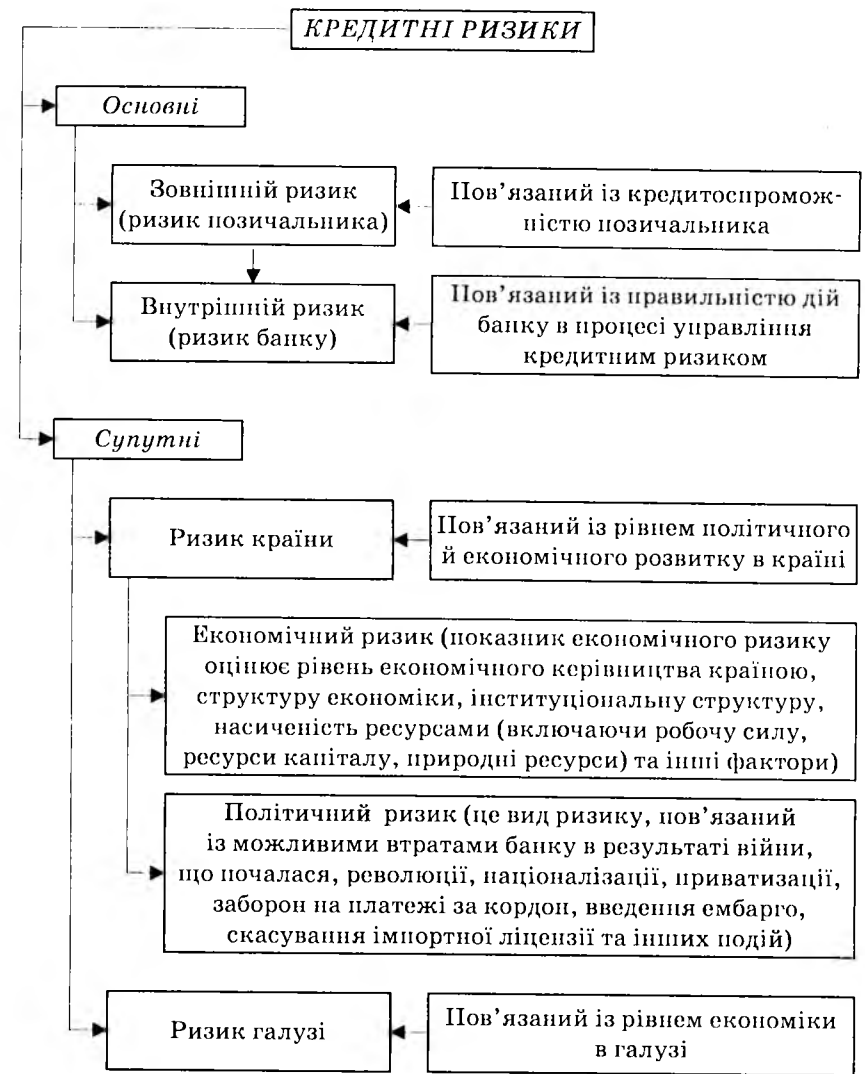 КРЕДИТНІ РИЗИКИ
Основні
Зовнішній ризик
(ризик позичальника)
Пов’язаний із кредитоспромож-
ністю позичальника
Внутрішній ризик
(ризик банку)
Пов’язаний із правильністю дій
банку в процесі управління
кредитним ризиком
Супутні
Ризик країни
Пов’язаний із рівнем політичного
й економічного розвитку в країні
Економічний ризик (показник економічного ризику
оцінює рівень економічного керівництва країною,
структуру економіки, інституціональну структуру,
насиченість ресурсами (включаючи робочу силу,
ресурси капіталу, природні ресурси) та інші фактори)
Політичний ризик (це вид ризику, пов’язаний
із можливими втратами банку в результаті війни,
що почалася, революції, націоналізації, приватизації,
заборон на платежі за кордон, введення ембарго,
скасування імпортної ліцензії та інших подій)
Ризик галузі
Пов’язаний із рівнем економіки
в галузі